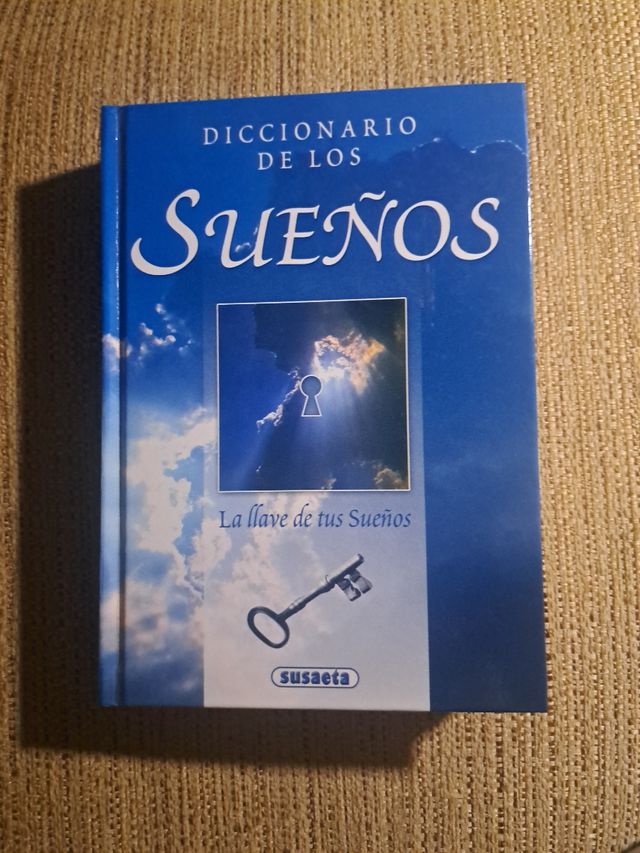 DICCIONARIO
DE LOS
SUEÑOS
La llave de tus Sueños
susaeta